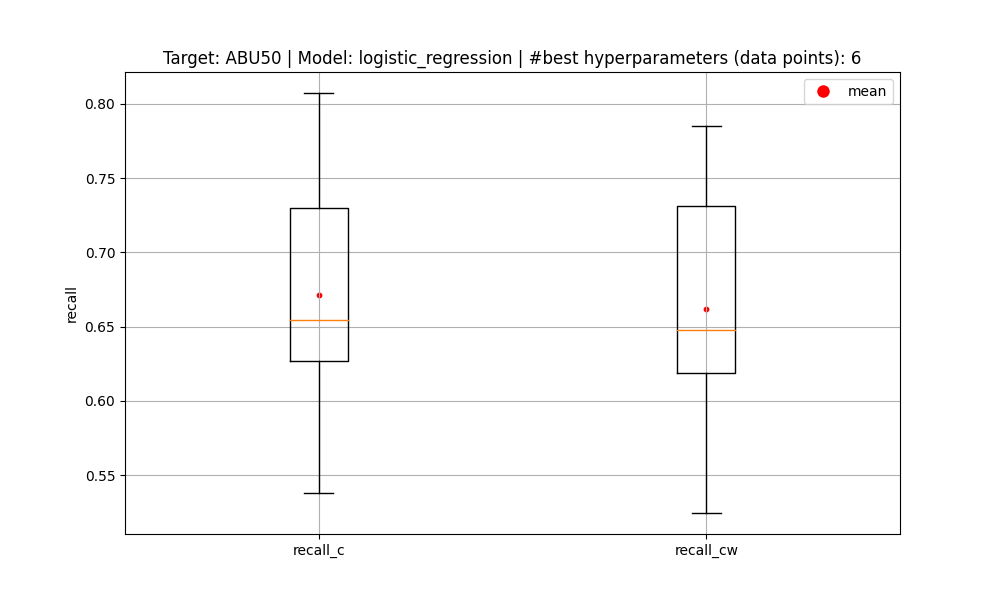 Target: ABU50 | Model: logistic_regression | #best hyperparameters (data points): 6
mean
0.80
0.75
0.70
0.65
0.60
0.55
recall
recall_c
recall_cw